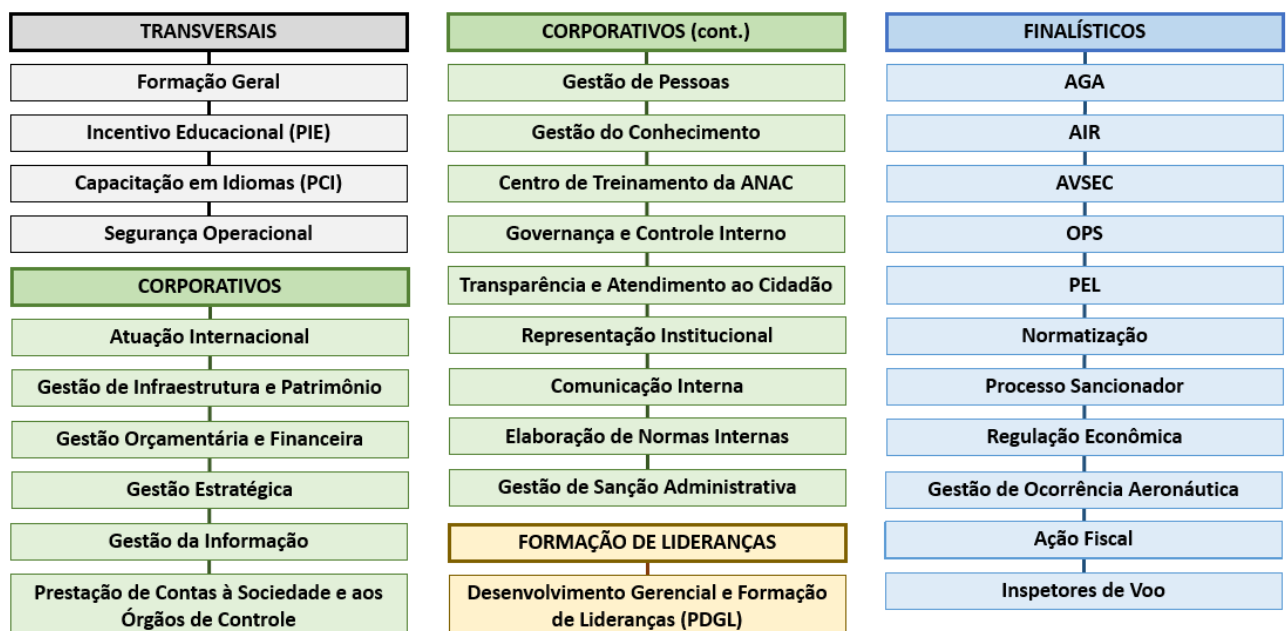 TRANSVERSAIS
Formação Geral
Incentivo Educacional (PIE)
Capacitação em Idiomas (PCI)
Segurança Operacional
CORPORATIVOS
Atuação Internacional
Gestão de Infraestrutura e Patrimônio
Gestão Orçamentária e Financeira
Gestão Estratégica
Gestão da Informação
Prestação de Contas à Sociedade e aos
Órgãos de Controle
CORPORATIVOS (cont.)
Gestão de Pessoas
Gestão do Conhecimento
Centro de Treinamento da ANAC
Governança e Controle Interno
Transparência e Atendimento ao Cidadão
Representação Institucional
Comunicação Interna
Elaboração de Normas Internas
Gestão de Sanção Administrativa
FORMAÇÃO DE LIDERANÇAS
Desenvolvimento Gerencial e Formação
de Lideranças (PDGL)
FINALÍSTICOS
AGA
AIR
AVSEC
OPS
PEL
Normatização
Processo Sancionador
Regulação Econômica
Gestão de Ocorrência Aeronáutica
Ação Fiscal
Inspetores de Voo